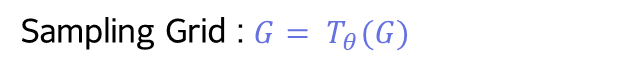 Sampling Grid : G = T_θ(G)